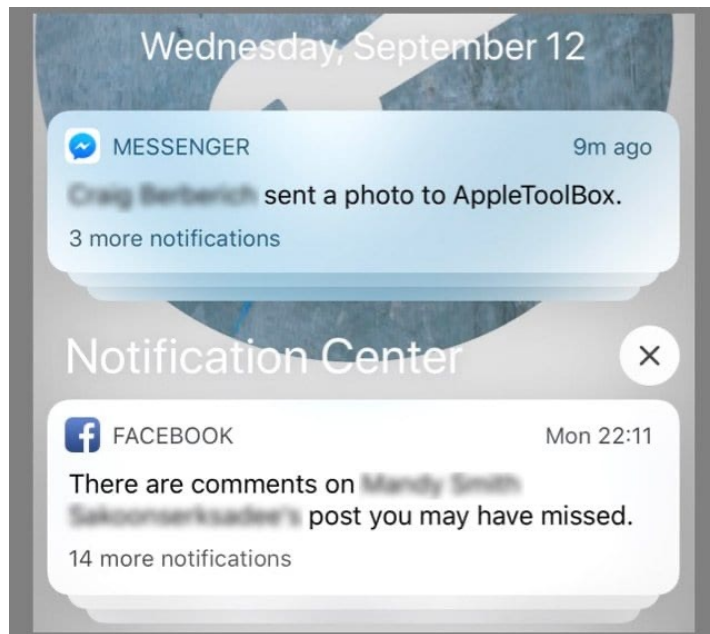 Wednesday, September 12
MESSENGER 9m ago
sent a photo to AppleToolBox.
3 more notifications
Notification Center
FACEBOOK Mon 22:11
There are comments on
post you may have missed.
14 more notifications